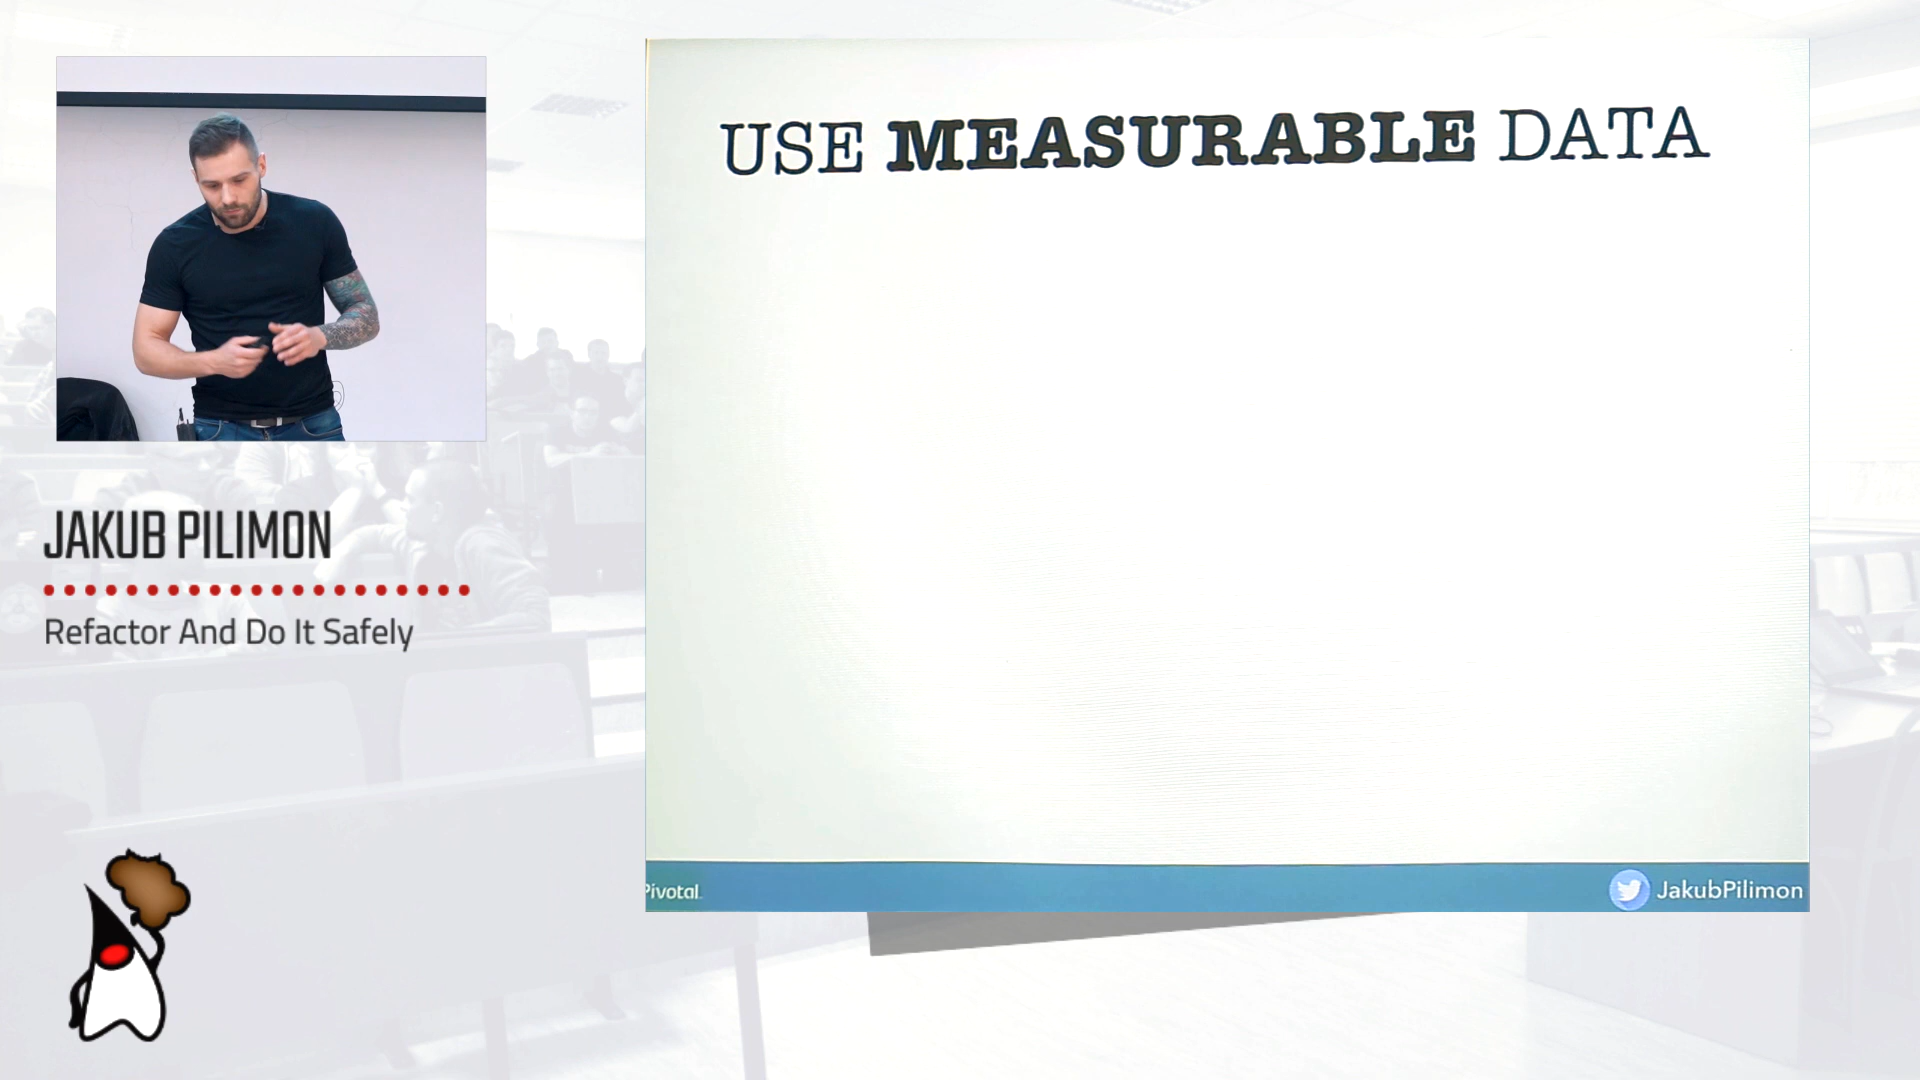 USE MEASURABLE DATA
JAKUB PILIMON
Refactor And Do It Safely
Pivotal.
JakubPilimon